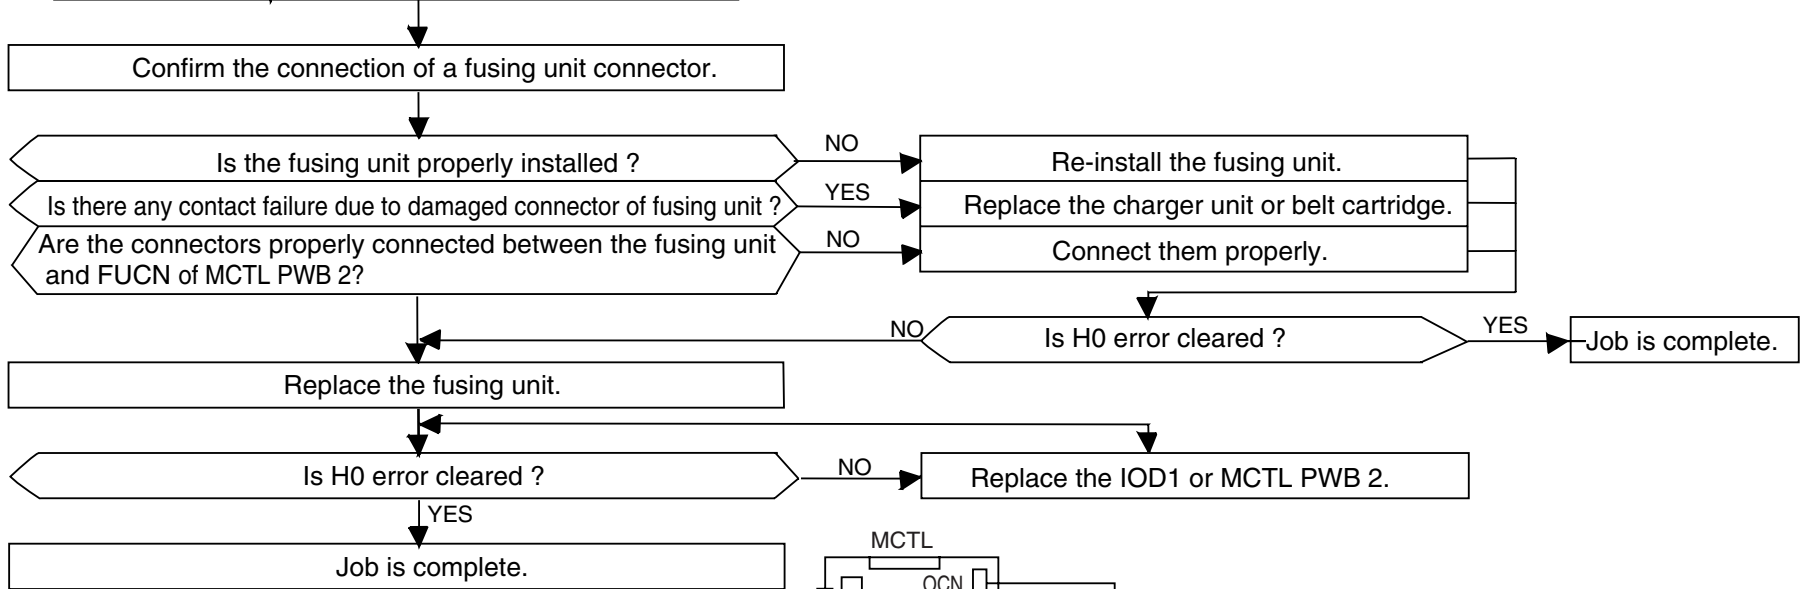 Confirm the connection of a fusing unit connector.
Is the fusing unit properly installed ?
NO
Re-install the fusing unit.
Is there any contact failure due to damaged connector of fusing unit ?
YES
Replace the charger unit or belt cartridge.
Are the connectors properly connected between the fusing unit
and FUCN of MCTL PWB 2?
NO
Connect them properly.
NO
Is H0 error cleared ?
YES
Job is complete.
Replace the fusing unit.
Is H0 error cleared ?
NO
Replace the IOD1 or MCTL PWB 2.
YES
Job is complete.
MCTL
OCN